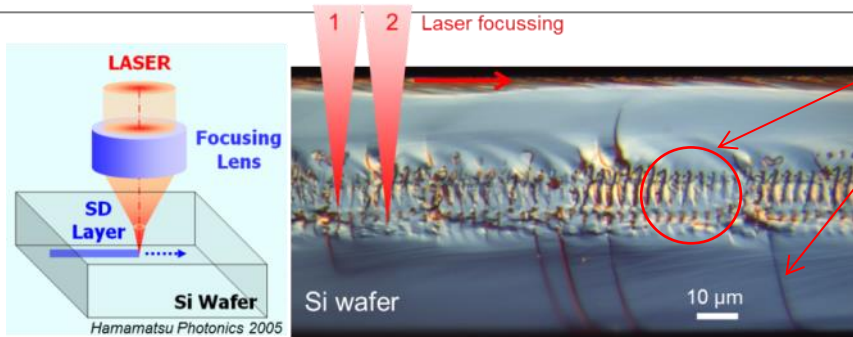 1 2 Laser focussing
LASER
Focusing
Lens
SD
Layer
Si Wafer
Hamamatsu Photonics 2005
Si wafer
10 µm